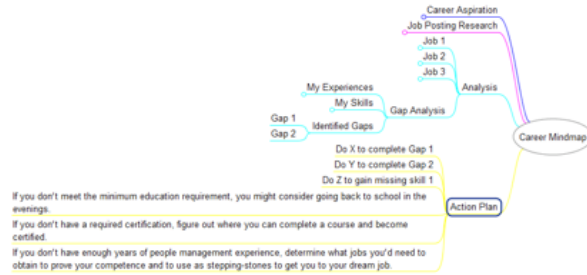 Career Aspiration
Job Posting Research
Job 1
Job 2
Job 3
Analysis
My Experiences
My Skills
Gap Analysis
Gap 1
Gap 2
Identified Gaps
Career Mindmap
Do X to complete Gap 1
Do Y to complete Gap 2
Do Z to gain missing skill 1
If you don't meet the minimum education requirement, you might consider going back to school in the
evenings.
Action Plan
If you don't have a required certification, figure out where you can complete a course and become
certified.
If you don't have enough years of people management experience, determine what jobs you'd need to
obtain to prove your competence and to use as stepping-stones to get you to your dream job.